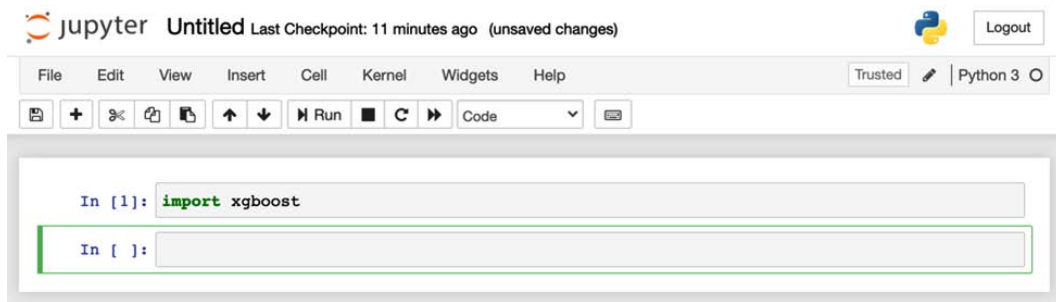 jupyter Untitled Last Checkpoint: 11 minutes ago (unsaved changes) Logout
File Edit View Insert Cell Kernel Widgets Help Trusted Python 3
Run Code
In [1]: import xgboost
In [ ]: